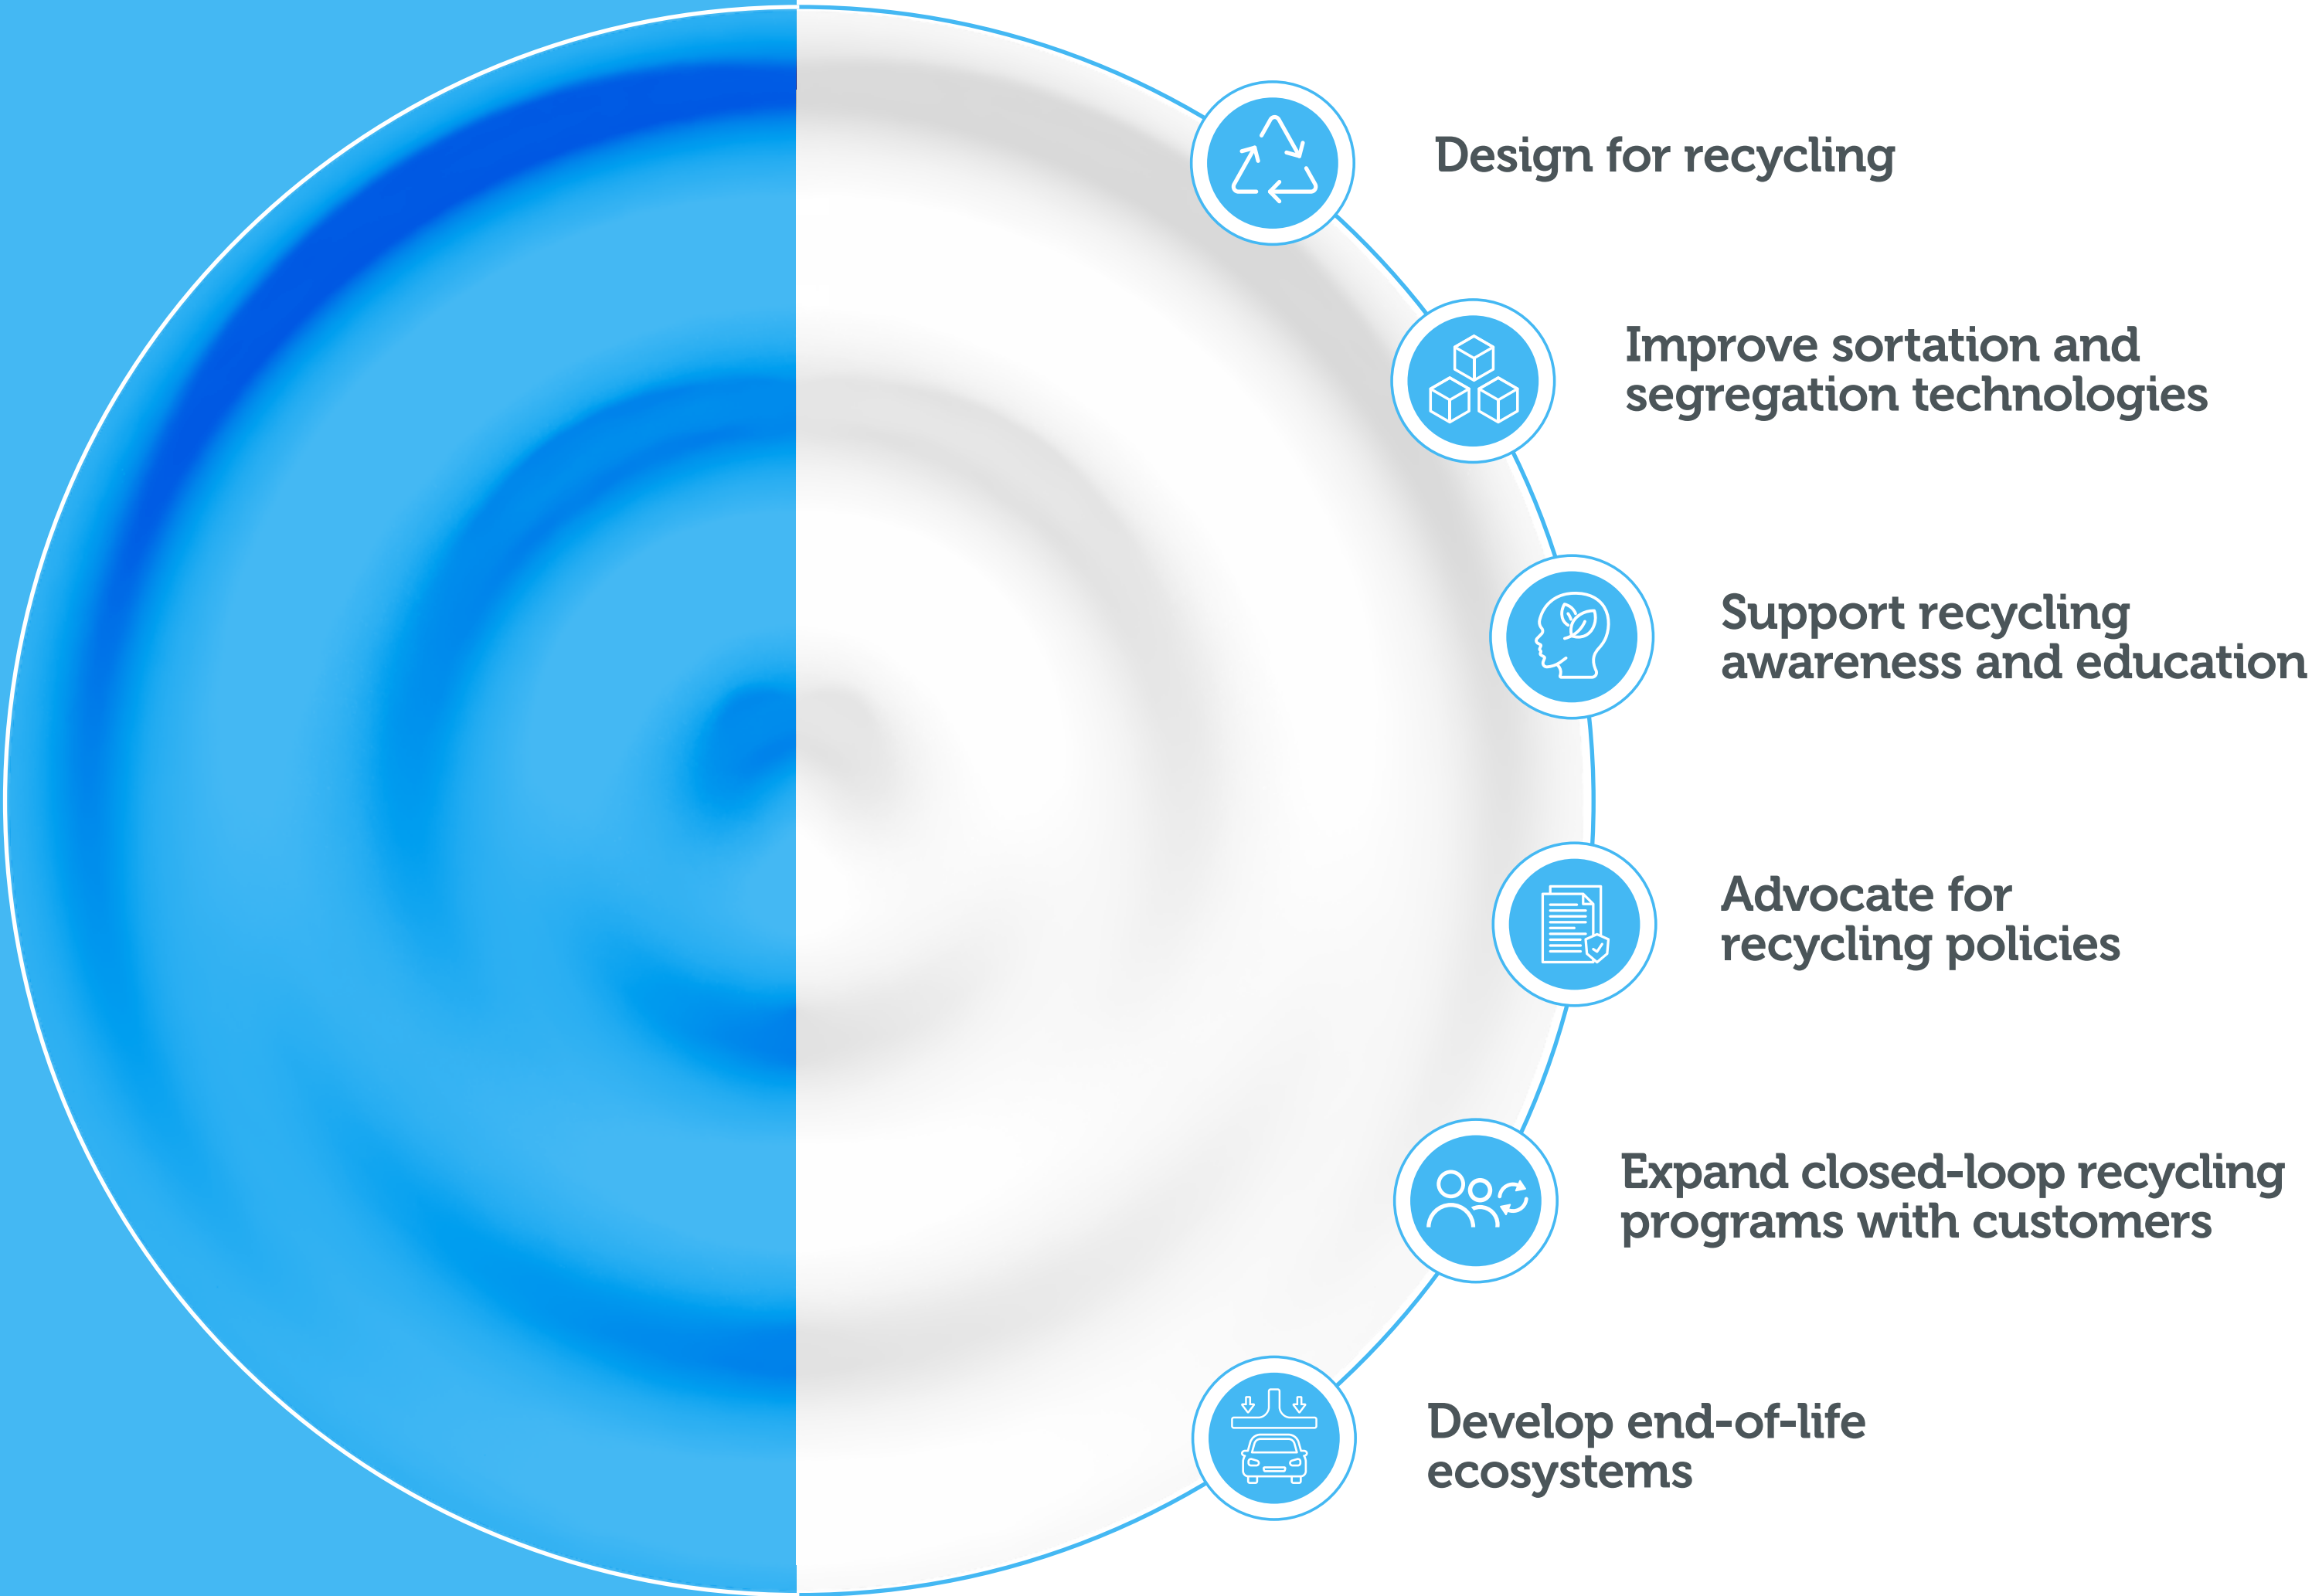 Design for recycling
Improve sortation and
segregation technologies
Support recycling
awareness and education
Advocate for
recycling policies
Expand closed-loop recycling
programs with customers
Develop end-of-life
ecosystems